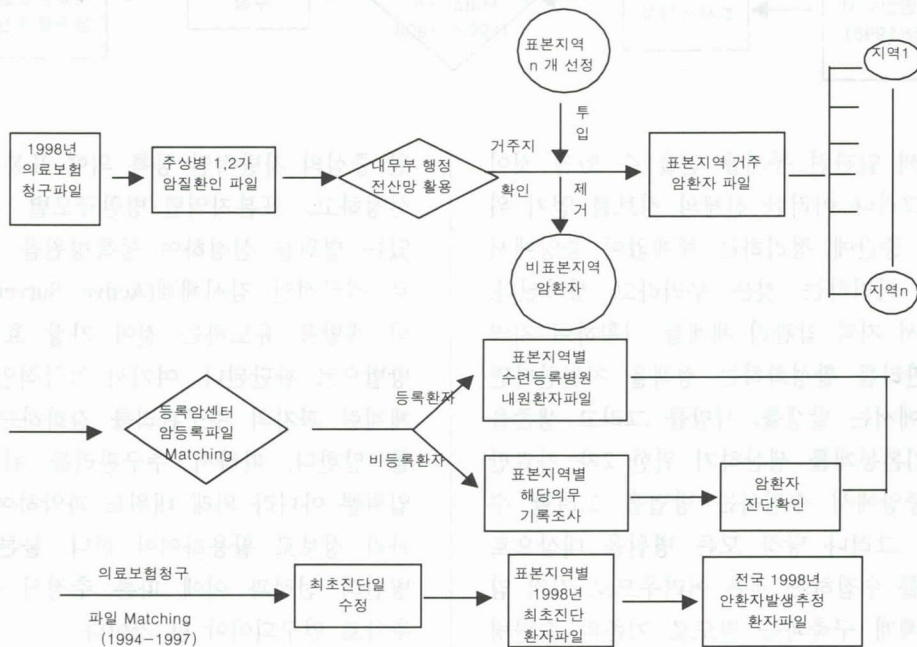 표본지역
n 개 선정
지역1
투
입
1998년
의료보험
청구파일
주상병 1,2가
암질환인 파일
내무부 행정
전산망 활용
거주지
확인
표본지역 거주
암환자 파일
제
거
비표본지역
암환자
지역n
등록암센터
암등록파일
Matching
등록환자
비등록환자
표본지역별
수련등록병원
내원환자파일
표본지역별
해당의무
기록조사
암환자
진단확인
의료보험청구
파일 Matching
(1994-1997)
최초진단일
수정
표본지역별
1998년
최초진단
환자파일
전국 1998년
안환자발생추정
환자파일